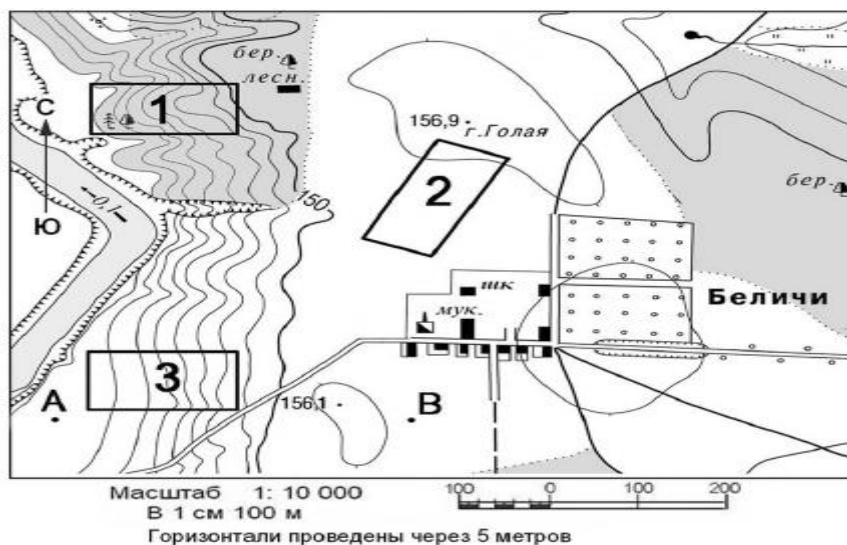 бер.
лесн.
1
С
156,9
г.Голая
2
бер.
0,1
150
Ю
шк
Беличи
мук.
3
А
156,1
В
Масштаб 1: 10 000
В 1 см 100 м
100 0 100 200
Горизонтали проведены через 5 метров